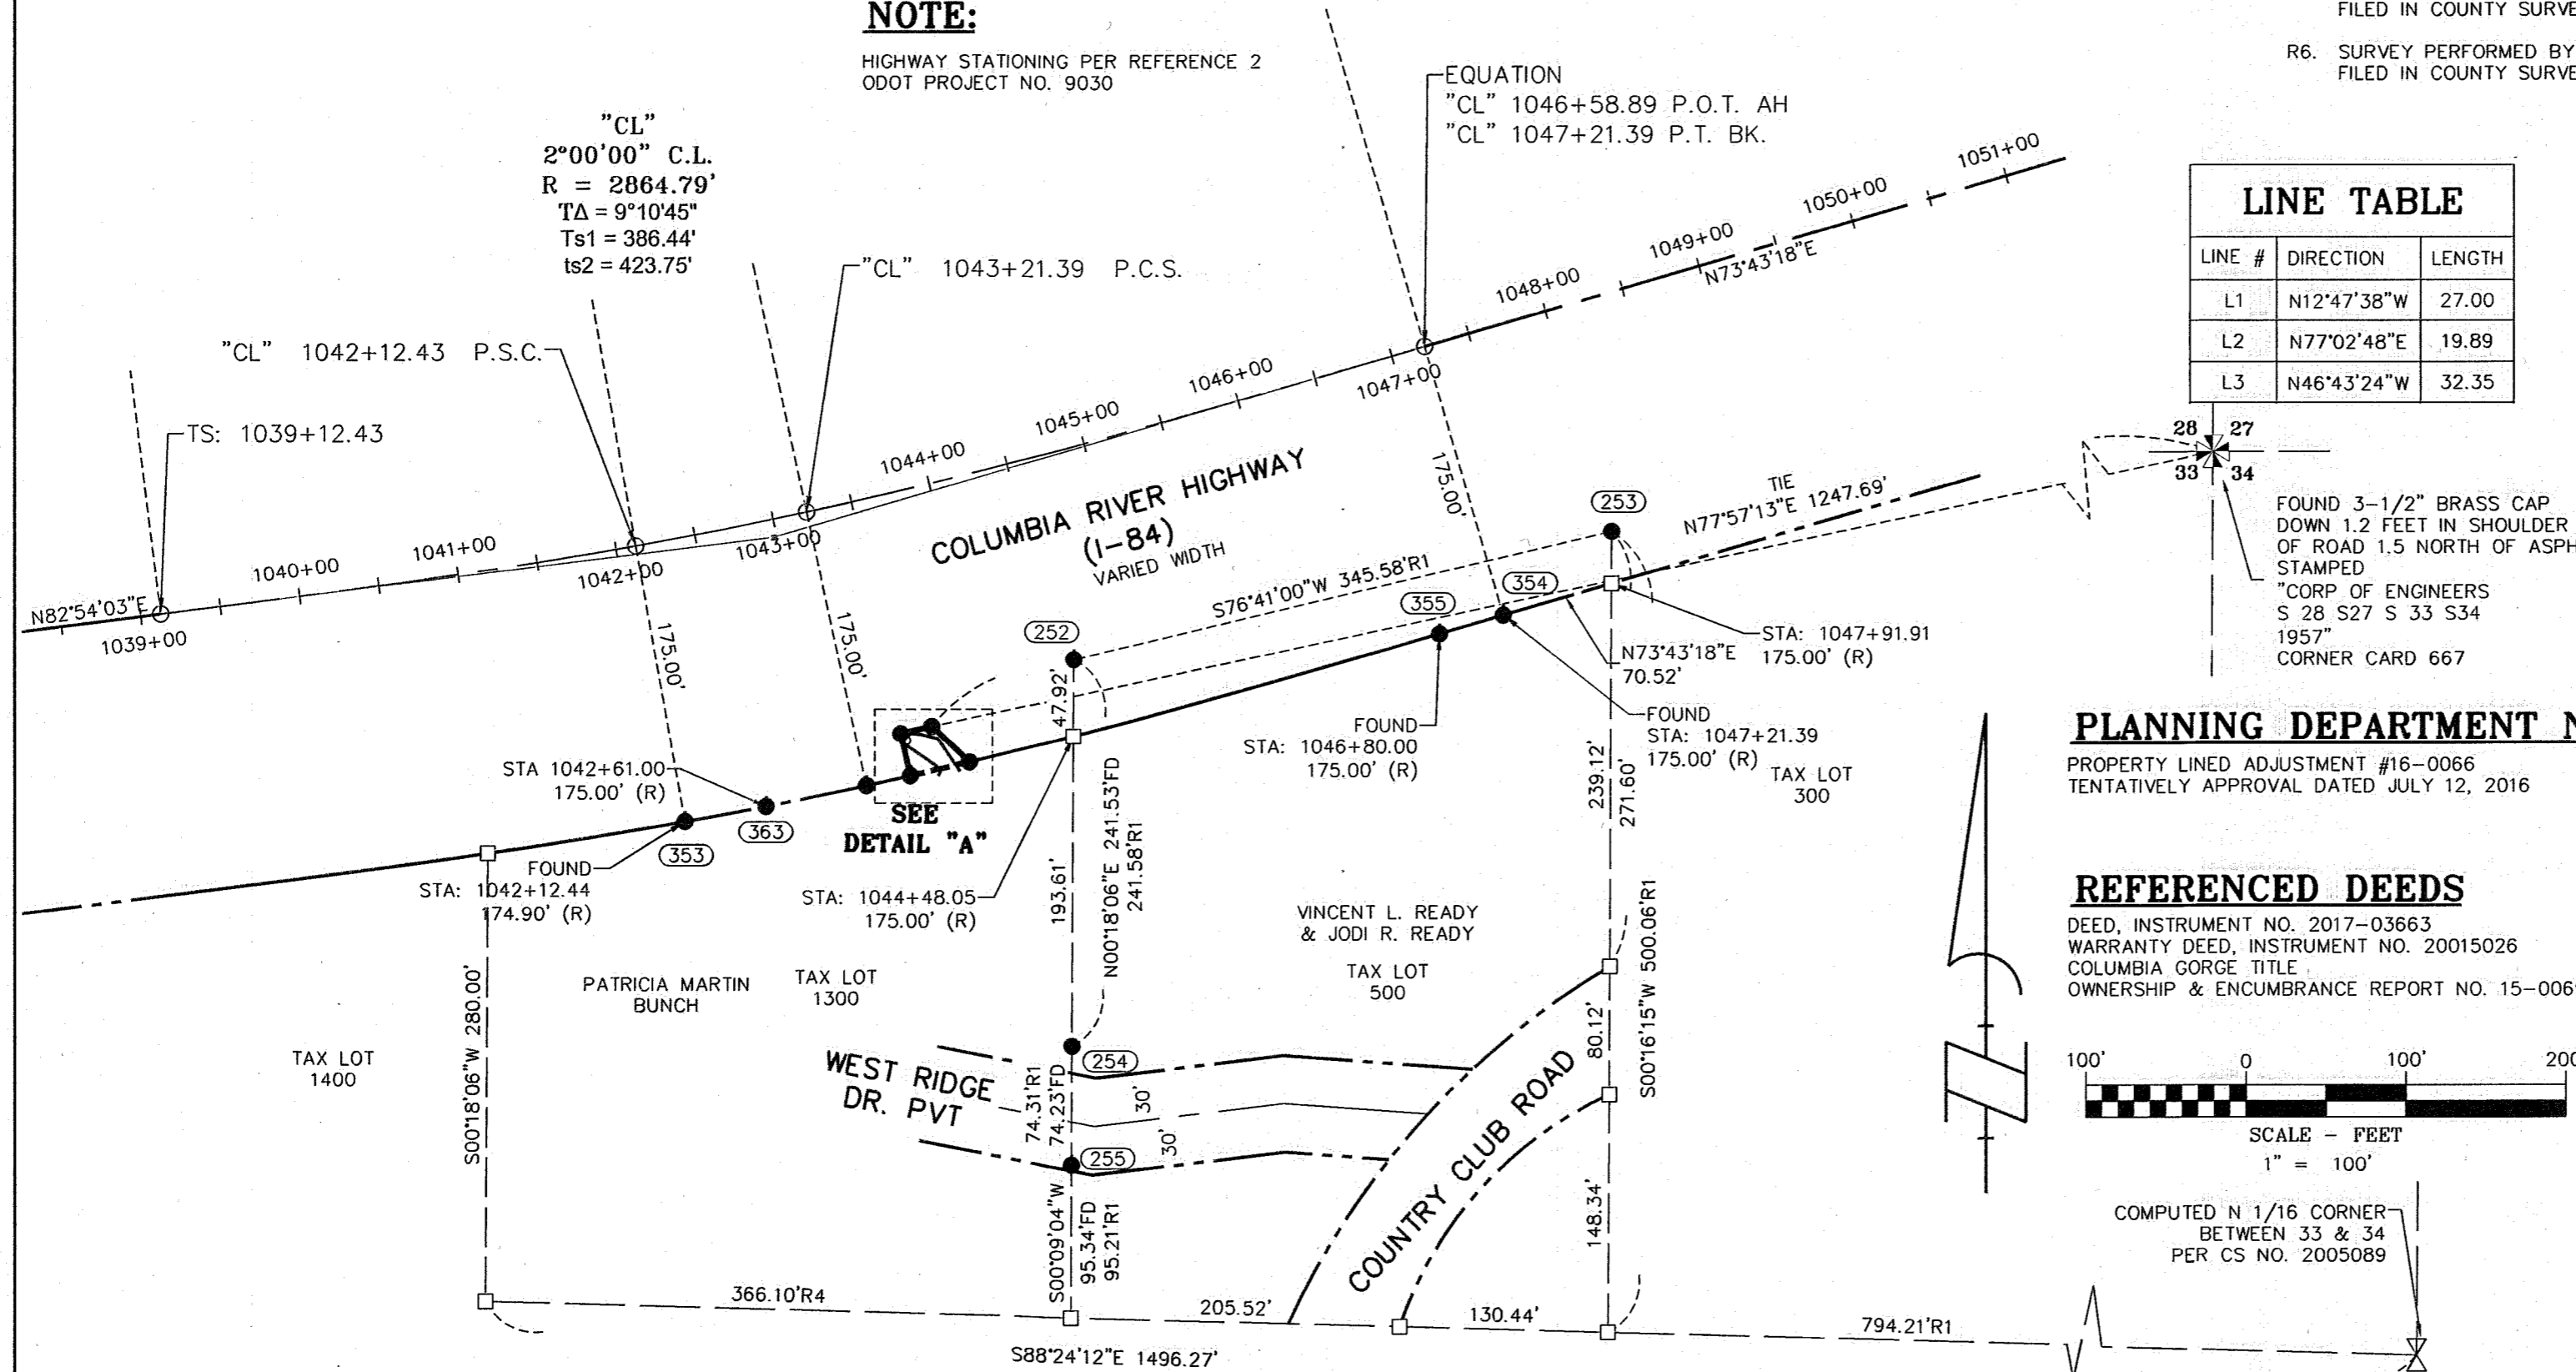 NOTE:
HIGHWAY STATIONING PER REFERENCE 2
ODOT PROJECT NO. 9030
FILED IN COUNTY SURVE
R6. SURVEY PERFORMED BY
FILED IN COUNTY SURVE
"CL"
2°00'00" C.L.
R = 2864.79'
TΔ = 9°10'45"
Ts1 = 386.44'
ts2 = 423.75'
EQUATION
"CL" 1046+58.89 P.O.T. AH
"CL" 1047+21.39 P.T. BK.
"CL" 1043+21.39 P.C.S.
"CL" 1042+12.43 P.S.C.
TS: 1039+12.43
N82°54'03"E
1039+00
1040+00
1041+00
1042+00
1043+00
1044+00
1045+00
1046+00
1047+00
1048+00
1049+00
1050+00
1051+00
N73°43'18"E
LINE TABLE
LINE # DIRECTION LENGTH
L1 N12°47'38"W 27.00
L2 N77°02'48"E 19.89
L3 N46°43'24"W 32.35
28 27
33 34
FOUND 3-1/2" BRASS CAP
DOWN 1.2 FEET IN SHOULDER
OF ROAD 1.5 NORTH OF ASPH
STAMPED
"CORP OF ENGINEERS
S 28 S27 S 33 S34
1957"
CORNER CARD 667
COLUMBIA RIVER HIGHWAY
(I-84)
VARIED WIDTH
175.00'
175.00'
175.00'
TIE
N77°57'13"E 1247.69'
S76°41'00"W 345.58'R1
252
253
354
355
N73°43'18"E
70.52'
STA: 1047+91.91
175.00' (R)
FOUND
STA: 1047+21.39
175.00' (R)
FOUND
STA: 1046+80.00
175.00' (R)
STA 1042+61.00
175.00' (R)
363
353
SEE
DETAIL "A"
FOUND
STA: 1042+12.44
174.90' (R)
STA: 1044+48.05
175.00' (R)
47.92'
193.61'
N00°18'06"E 241.53'FD
241.58'R1
239.12'
271.60'
TAX LOT
300
PLANNING DEPARTMENT N
PROPERTY LINED ADJUSTMENT #16-0066
TENTATIVELY APPROVAL DATED JULY 12, 2016
REFERENCED DEEDS
DEED, INSTRUMENT NO. 2017-03663
WARRANTY DEED, INSTRUMENT NO. 20015026
COLUMBIA GORGE TITLE
OWNERSHIP & ENCUMBRANCE REPORT NO. 15-006
VINCENT L. READY
& JODI R. READY
TAX LOT
500
PATRICIA MARTIN
BUNCH
TAX LOT
1300
TAX LOT
1400
S00°18'06"W 280.00'
WEST RIDGE
DR. PVT
254
255
74.31'R1
74.23'FD
30'
30'
S00°09'04"W
95.34'FD
95.21'R1
COUNTRY CLUB ROAD
80.12'
148.34'
S00°16'15"W 500.06'R1
100' 0 100' 200
SCALE - FEET
1" = 100'
COMPUTED N 1/16 CORNER
BETWEEN 33 & 34
PER CS NO. 2005089
366.10'R4
205.52'
130.44'
794.21'R1
S88°24'12"E 1496.27'